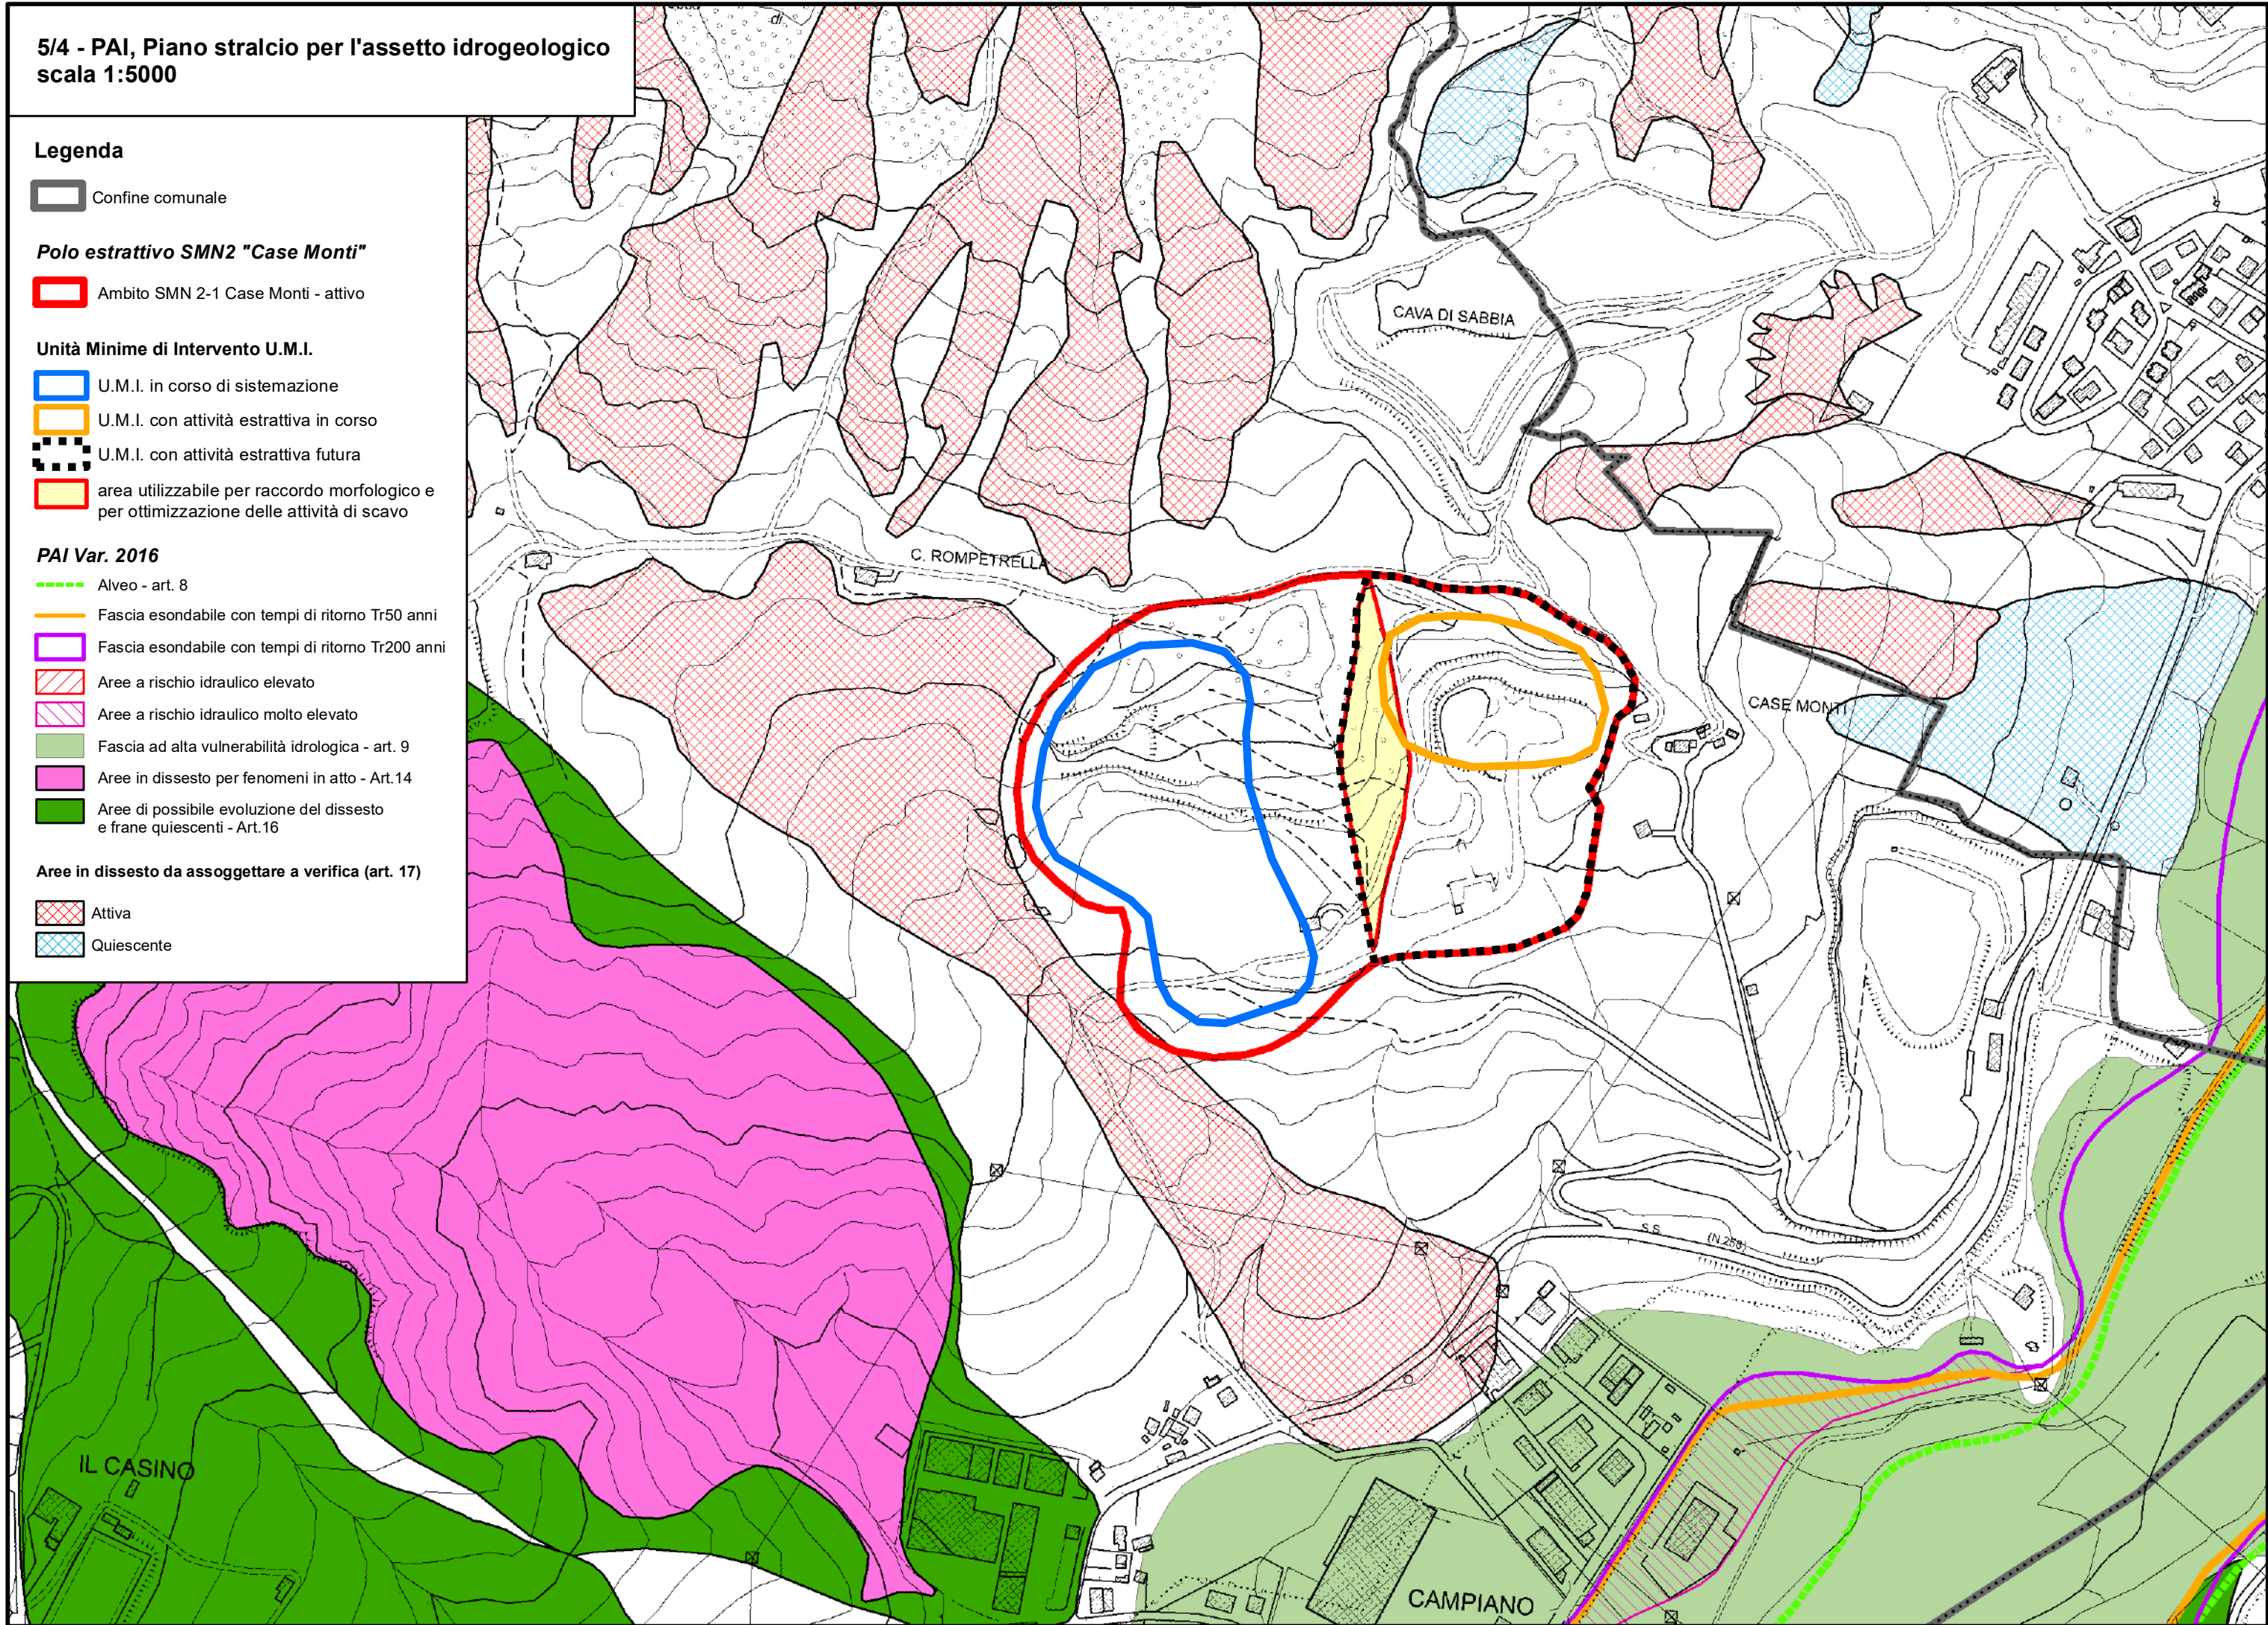 5/4 - PAI, Piano stralcio per l'assetto idrogeologico
scala 1:5000
Legenda
Confine comunale
Polo estrattivo SMN2 "Case Monti"
Ambito SMN 2-1 Case Monti - attivo
Unità Minime di Intervento U.M.I.
U.M.I. in corso di sistemazione
U.M.I. con attività estrattiva in corso
U.M.I. con attività estrattiva futura
area utilizzabile per raccordo morfologico e
per ottimizzazione delle attività di scavo
PAI Var. 2016
Alveo - art. 8
Fascia esondabile con tempi di ritorno Tr50 anni
Fascia esondabile con tempi di ritorno Tr200 anni
Aree a rischio idraulico elevato
Aree a rischio idraulico molto elevato
Fascia ad alta vulnerabilità idrologica - art. 9
Aree in dissesto per fenomeni in atto - Art.14
Aree di possibile evoluzione del dissesto
e frane quiescenti - Art.16
Aree in dissesto da assoggettare a verifica (art. 17)
Attiva
Quiescente
di
CAVA DI SABBIA
C. ROMPETRELLA
CASE MONTI
S.S. (N.258)
IL CASINO
CAMPIANO